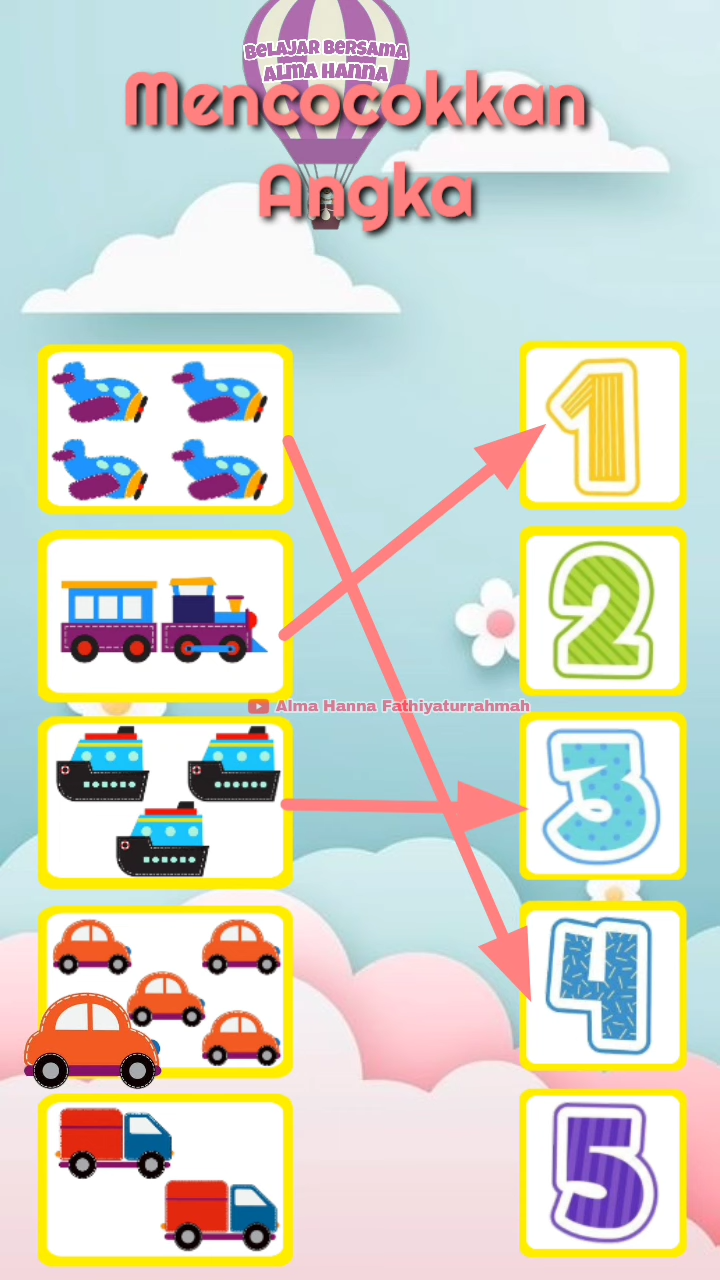 BELAJAR BERSAMA
ALMA HANNA
Mencocokkan
Angka
1
2
Alma Hanna Fathiyaturrahmah
3
4
5